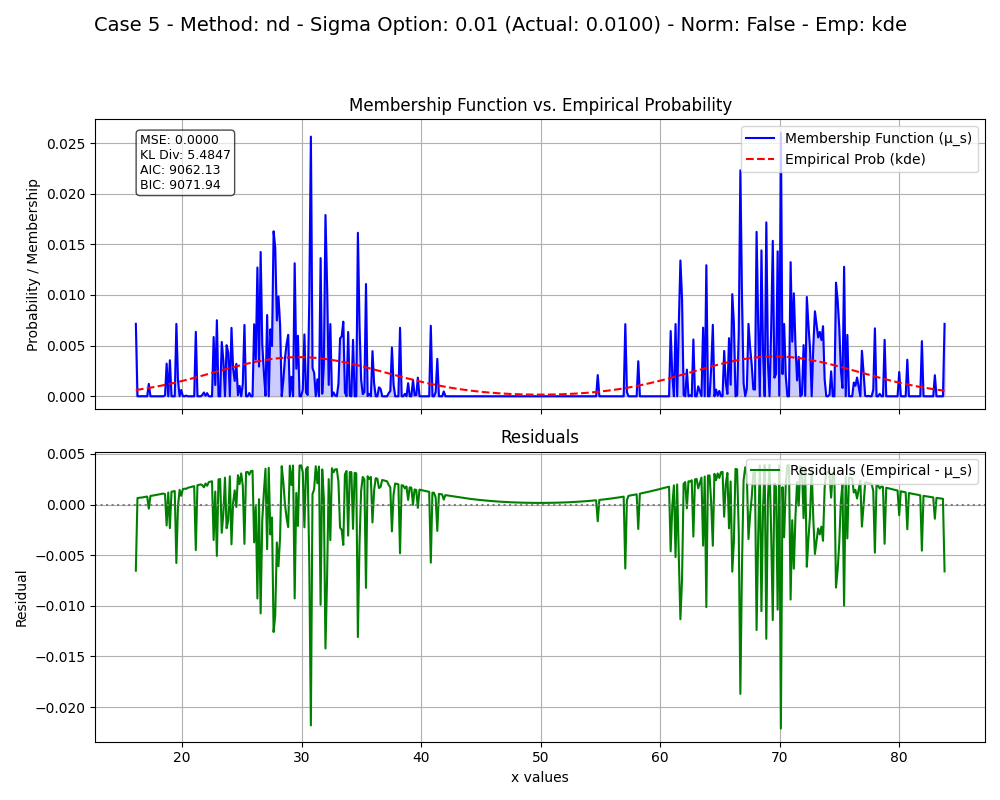 Case 5 - Method: nd - Sigma Option: 0.01 (Actual: 0.0100) - Norm: False - Emp: kde
Membership Function vs. Empirical Probability
MSE: 0.0000
KL Div: 5.4847
AIC: 9062.13
BIC: 9071.94
Membership Function (μ_s)
Empirical Prob (kde)
Probability / Membership
0.025
0.020
0.015
0.010
0.005
0.000
Residuals
Residuals (Empirical - μ_s)
Residual
0.005
0.000
−0.005
−0.010
−0.015
−0.020
20
30
40
50
60
70
80
x values